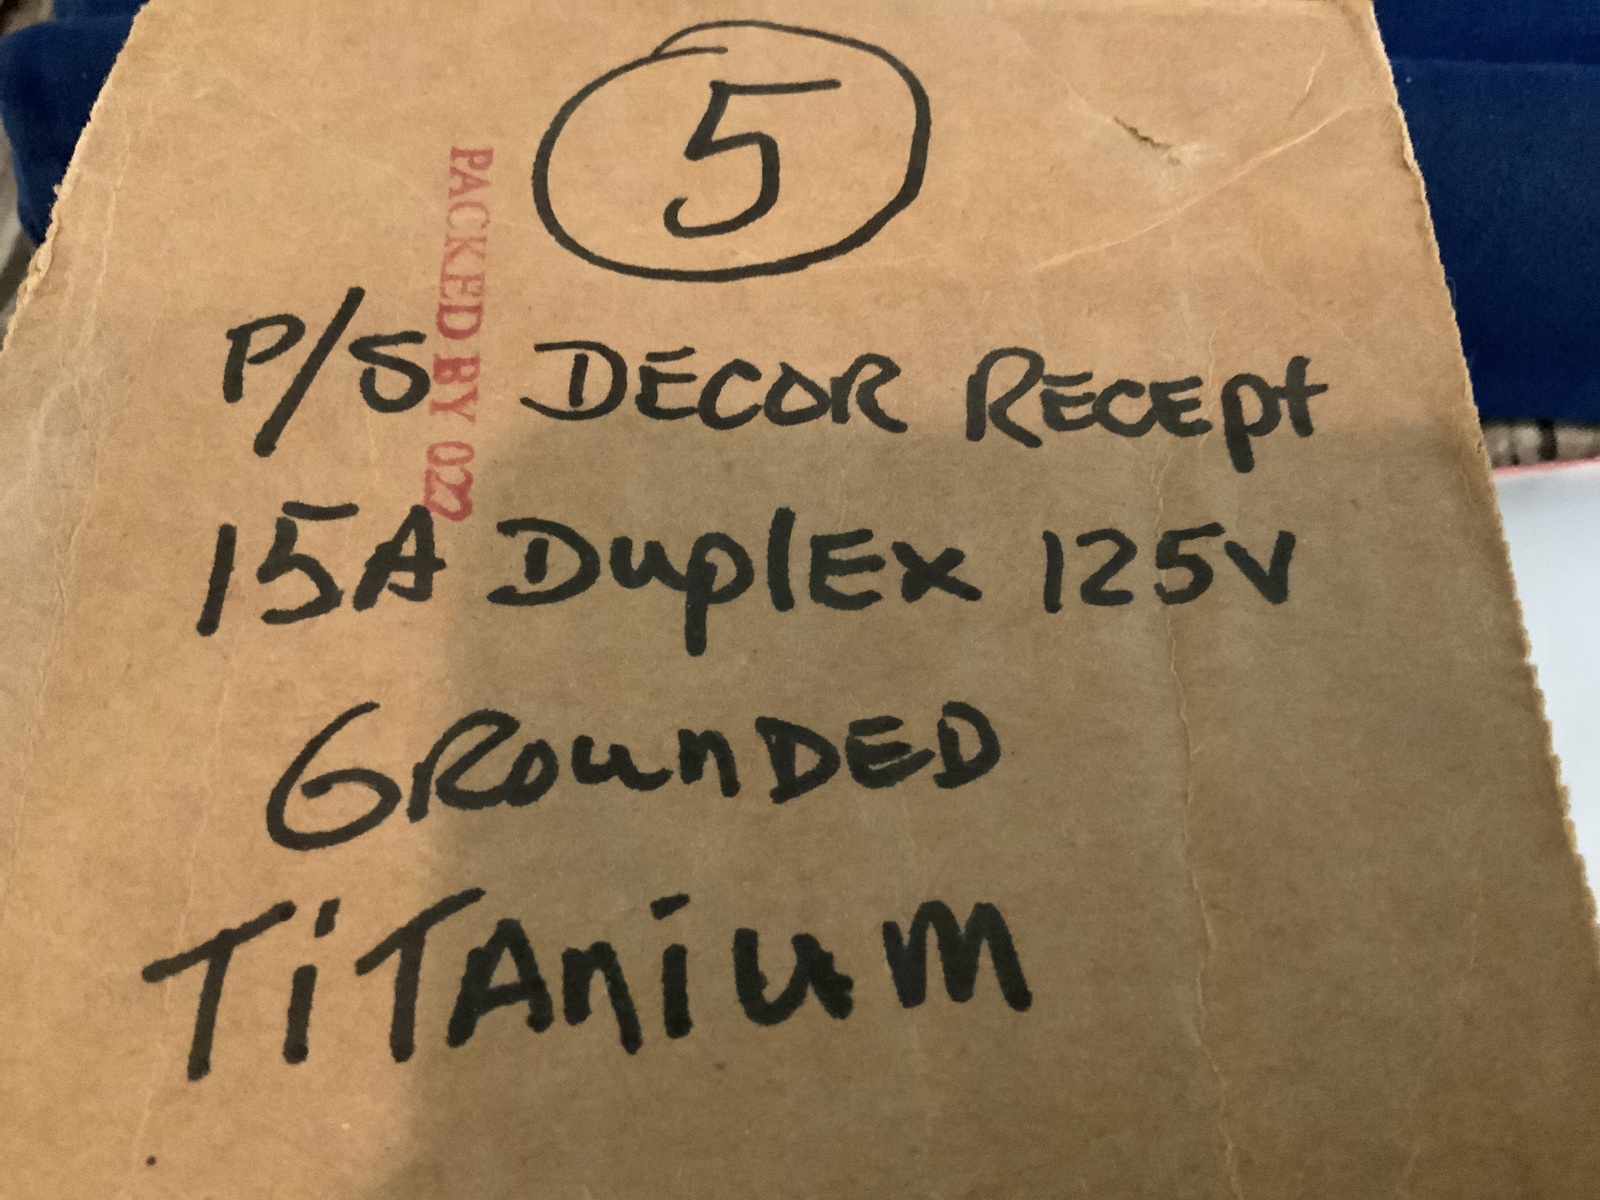 5
P/S DECOR RECEpt
15A DuplEx 125V
GRounDED
TiTAniuM
PACKED BY 022